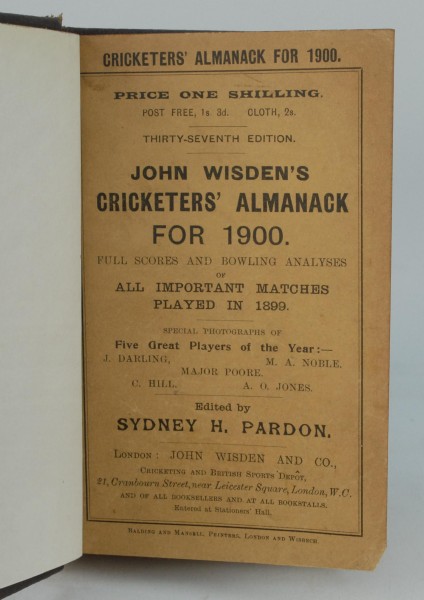 CRICKETERS' ALMANACK FOR 1900.
PRICE ONE SHILLING.
POST FREE, 1s. 3d. CLOTH, 2s.
THIRTY-SEVENTH EDITION.
JOHN WISDEN'S
CRICKETERS' ALMANACK
FOR 1900.
FULL SCORES AND BOWLING ANALYSES
OF
ALL IMPORTANT MATCHES
PLAYED IN 1899.
SPECIAL PHOTOGRAPHS OF
Five Great Players of the Year:—
J. DARLING, M. A. NOBLE.
MAJOR POORE.
C. HILL. A. O. JONES.
Edited by
SYDNEY H. PARDON.
LONDON: JOHN WISDEN AND CO.,
CRICKETING AND BRITISH SPORTS DEPÔT,
21, Cranbourn Street, near Leicester Square, London, W.C.
AND OF ALL BOOKSELLERS AND AT ALL BOOKSTALLS.
Entered at Stationers' Hall.
BALDING AND MANSELL, PRINTERS, LONDON AND WISBECH.